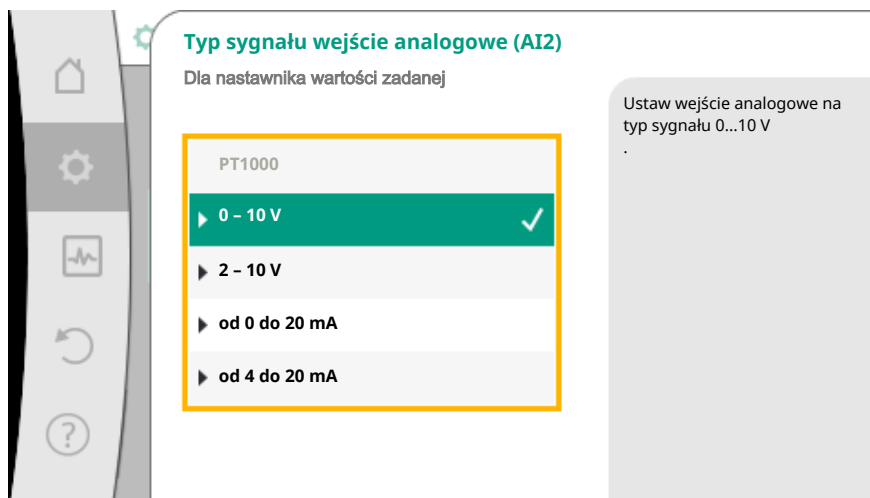 Typ sygnału wejście analogowe (AI2)
Dla nastawnika wartości zadanej
PT1000
0 – 10 V
2 – 10 V
od 0 do 20 mA
od 4 do 20 mA
Ustaw wejście analogowe na
typ sygnału 0...10 V
.
?